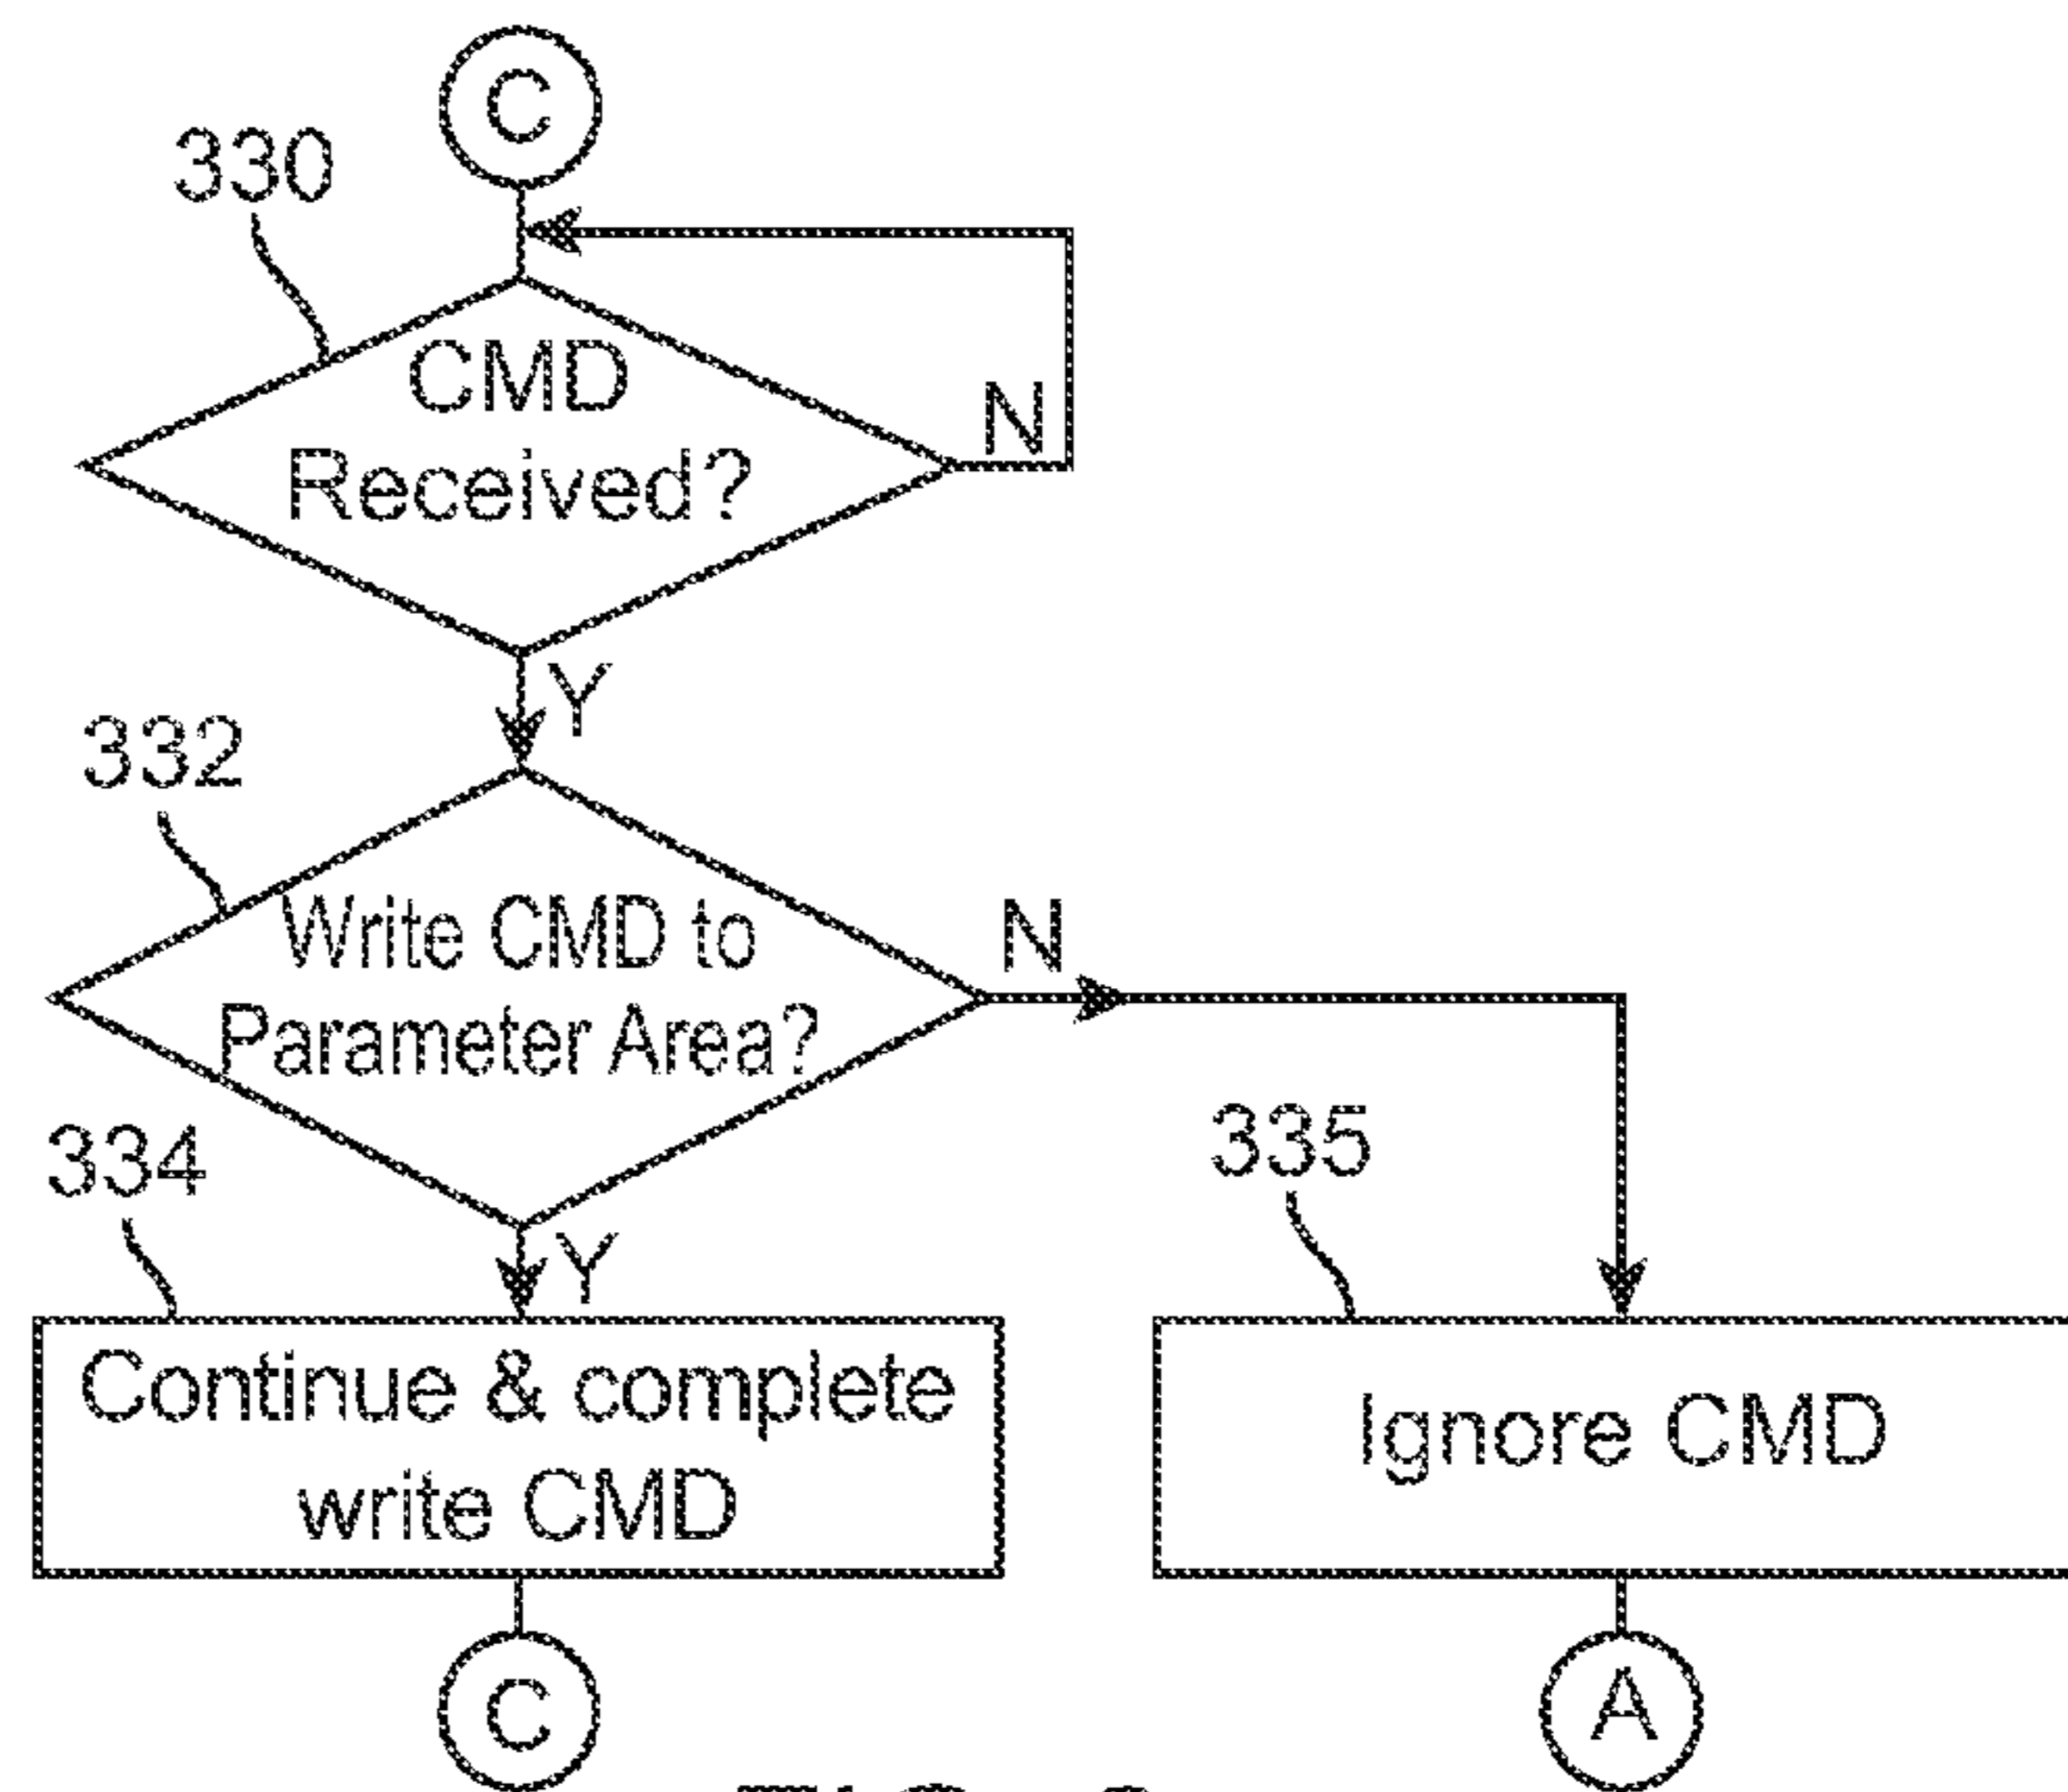 C
330
CMD
Received?
N
Y
332
Write CMD to
Parameter Area?
N
334
Y
335
Continue & complete
write CMD
Ignore CMD
C
A